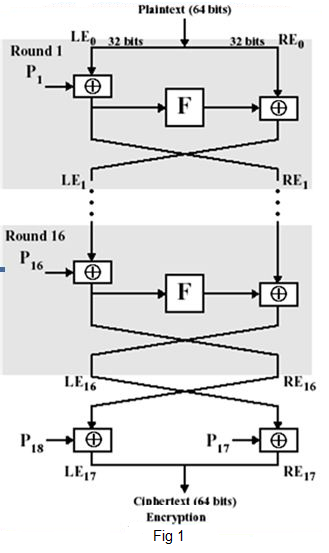 Plaintext (64 bits)
LE0 32 bits 32 bits RE0
Round 1
P1
F
LE1 RE1
Round 16
P16
F
LE16 RE16
P18 P17
LE17 RE17
Ciphertext (64 bits)
Encryption
Fig 1